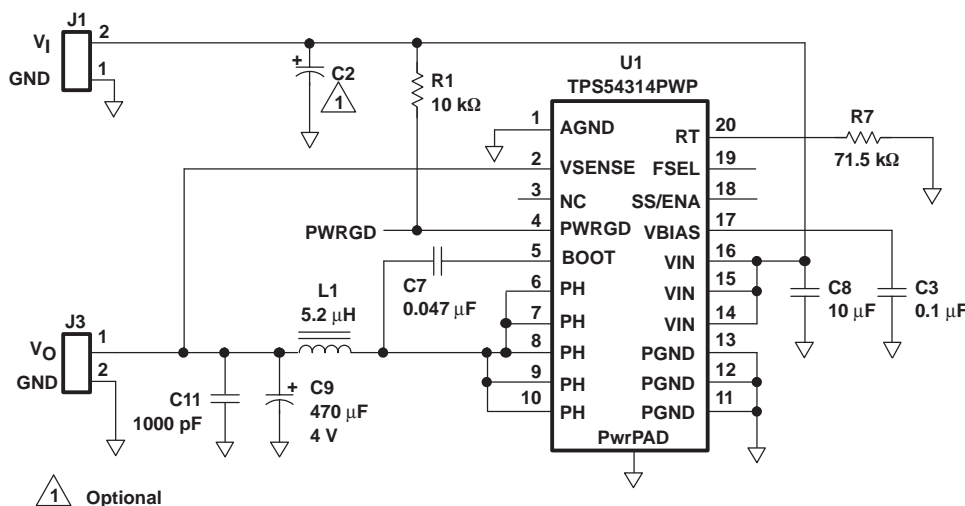 J1
VI
2
GND
1
C2
1
R1
10 kΩ
U1
TPS54314PWP
1
AGND
RT
20
R7
71.5 kΩ
2
VSENSE
FSEL
19
3
NC
SS/ENA
18
PWRGD
4
PWRGD
VBIAS
17
5
BOOT
VIN
16
C7
0.047 μF
6
PH
VIN
15
7
PH
VIN
14
C8
10 μF
C3
0.1 μF
L1
5.2 μH
8
PH
PGND
13
J3
VO
1
GND
2
9
PH
PGND
12
10
PH
PGND
11
C11
1000 pF
C9
470 μF
4 V
PwrPAD
1 Optional